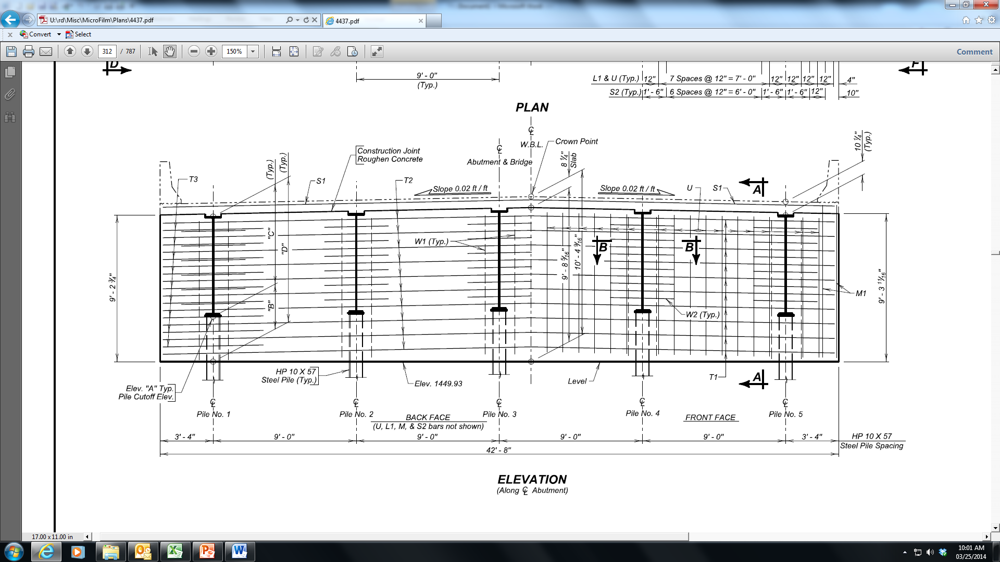 U:\rd\Misc\MicroFilm\Plans\4437.pdf
4437.pdf
Convert
Select
312 / 787
150%
Comment
D
F
9' - 0"
(Typ.)
L1 & U (Typ.) 12" 7 Spaces @ 12" = 7' - 0" 12" 12" 12" 12" 4"
S2 (Typ.) 1' - 6" 6 Spaces @ 12" = 6' - 0" 1' - 6" 1' - 6" 12" 10"
PLAN
℄
W.B.L.
Crown Point
℄
Abutment & Bridge
Construction Joint
Roughen Concrete
8 1/4"
Slab
10 1/4"
(Typ.)
(Typ.)
(Typ.)
T3
S1
T2
Slope 0.02 ft / ft
Slope 0.02 ft / ft
U
S1
A
"C"
"D"
"B"
W1 (Typ.)
B
B
9' - 8 5/16"
10' - 4 9/16"
9' - 2 3/4"
9' - 3 11/16"
M1
W2 (Typ.)
HP 10 X 57
Steel Pile (Typ.)
Elev. 1449.93
Level
T1
A
Elev. "A" Typ.
Pile Cutoff Elev.
℄ ℄ ℄ ℄ ℄
Pile No. 1 Pile No. 2 Pile No. 3 Pile No. 4 Pile No. 5
BACK FACE
(U, L1, M, & S2 bars not shown)
FRONT FACE
3' - 4" 9' - 0" 9' - 0" 9' - 0" 9' - 0" 3' - 4"
HP 10 X 57
Steel Pile Spacing
42' - 8"
ELEVATION
(Along ℄ Abutment)
17.00 x 11.00 in
10:01 AM
03/25/2014